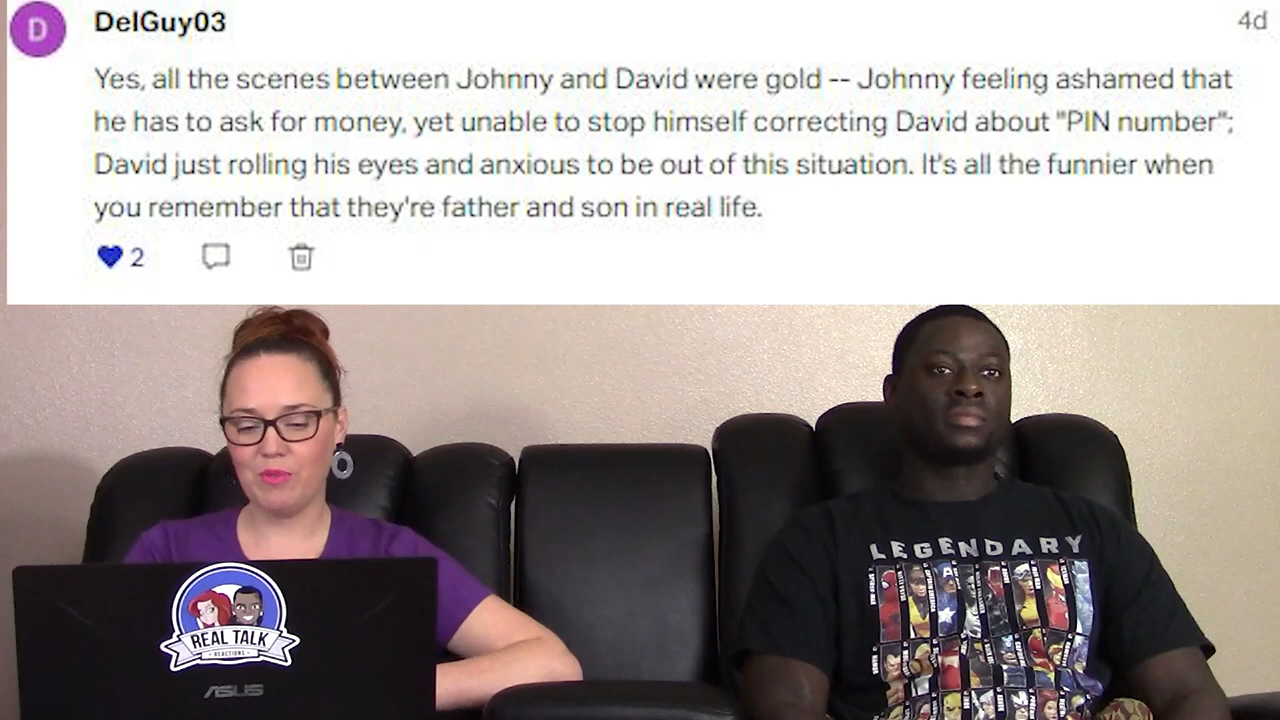 D
DelGuy03
4d
Yes, all the scenes between Johnny and David were gold -- Johnny feeling ashamed that
he has to ask for money, yet unable to stop himself correcting David about "PIN number";
David just rolling his eyes and anxious to be out of this situation. It's all the funnier when
you remember that they're father and son in real life.
2
LEGENDARY
REAL TALK
REACTIONS
ASUS